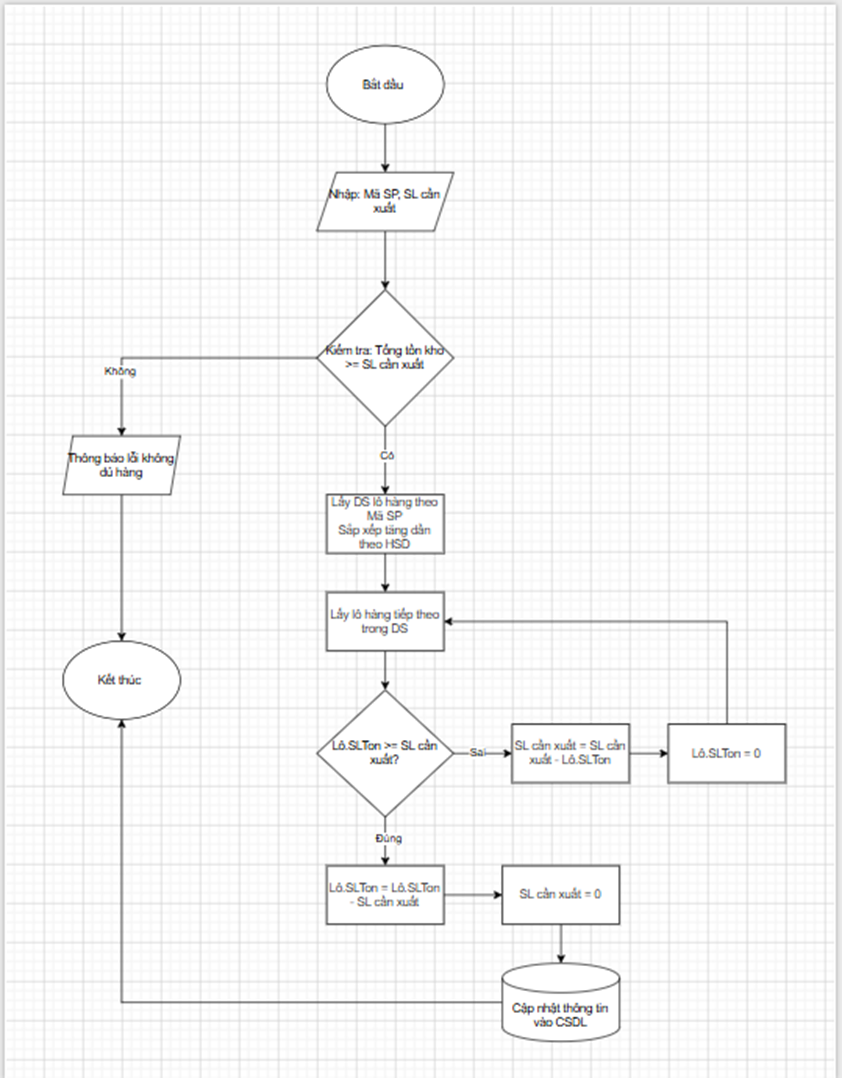 Bắt đầu
Nhập: Mã SP, SL cần
xuất
Kiểm tra: Tổng tồn kho
>= SL cần xuất
Không
Thông báo lỗi không
đủ hàng
Có
Lấy DS lô hàng theo
Mã SP
Sắp xếp tăng dần
theo HSD
Lấy lô hàng tiếp theo
trong DS
Kết thúc
Lô.SLTon >= SL cần
xuất?
Sai
SL cần xuất = SL cần
xuất - Lô.SLTon
Lô.SLTon = 0
Đúng
Lô.SLTon = Lô.SLTon
- SL cần xuất
SL cần xuất = 0
Cập nhật thông tin
vào CSDL